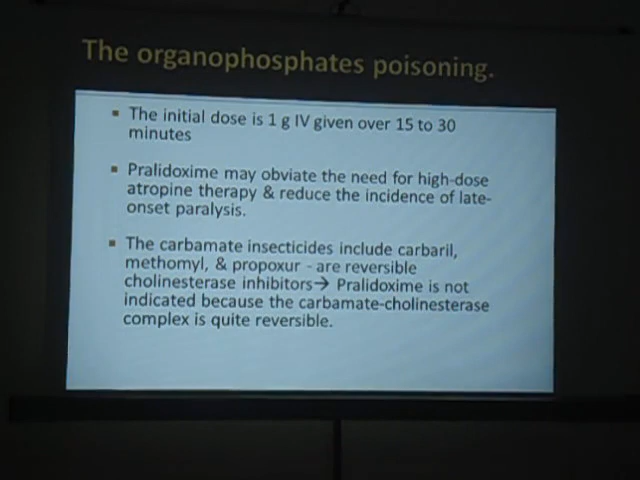 The organophosphates poisoning.
▪ The initial dose is 1 g IV given over 15 to 30
minutes
▪ Pralidoxime may obviate the need for high-dose
atropine therapy & reduce the incidence of late-
onset paralysis.
▪ The carbamate insecticides include carbaril,
methomyl, & propoxur - are reversible
cholinesterase inhibitors→ Pralidoxime is not
indicated because the carbamate-cholinesterase
complex is quite reversible.